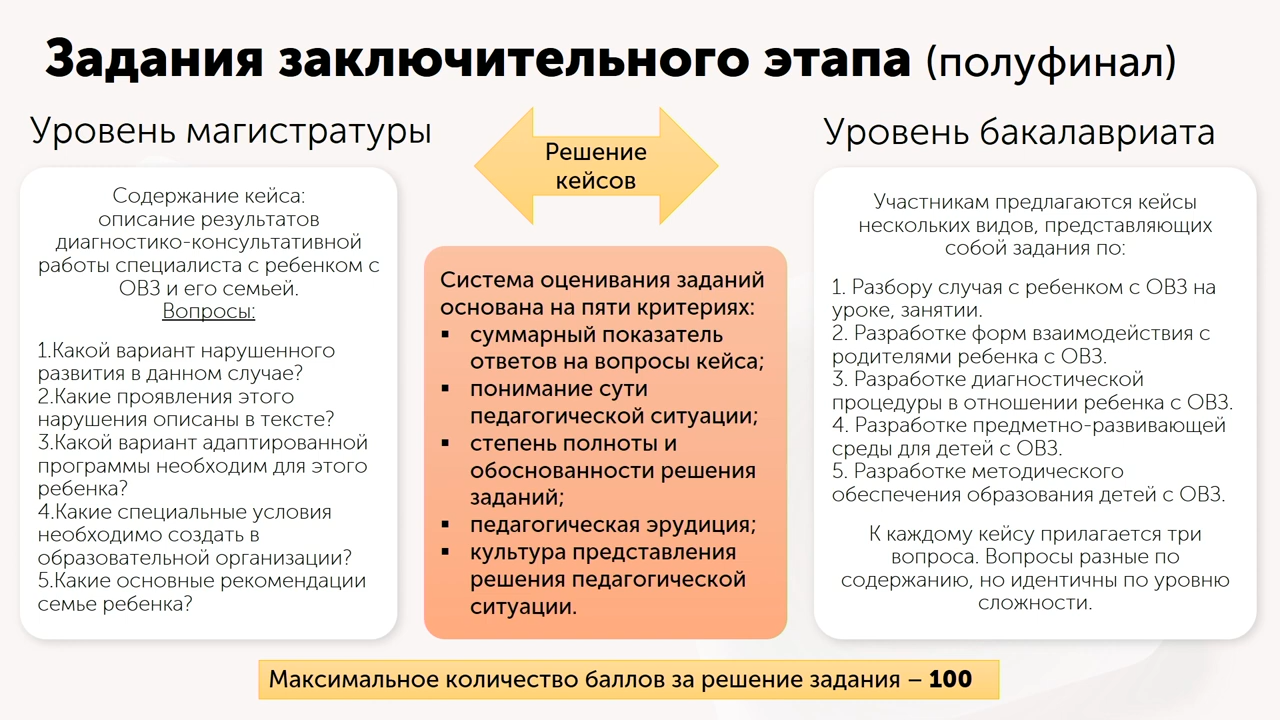 Задания заключительного этапа (полуфинал)
Уровень магистратуры
Содержание кейса:
описание результатов
диагностико-консультативной
работы специалиста с ребенком с
ОВЗ и его семьей.
Вопросы:
1.Какой вариант нарушенного
развития в данном случае?
2.Какие проявления этого
нарушения описаны в тексте?
3.Какой вариант адаптированной
программы необходим для этого
ребенка?
4.Какие специальные условия
необходимо создать в
образовательной организации?
5.Какие основные рекомендации
семье ребенка?
Решение
кейсов
Система оценивания заданий
основана на пяти критериях:
▪ суммарный показатель
ответов на вопросы кейса;
▪ понимание сути
педагогической ситуации;
▪ степень полноты и
обоснованности решения
заданий;
▪ педагогическая эрудиция;
▪ культура представления
решения педагогической
ситуации.
Уровень бакалавриата
Участникам предлагаются кейсы
нескольких видов, представляющих
собой задания по:
1. Разбору случая с ребенком с ОВЗ на
уроке, занятии.
2. Разработке форм взаимодействия с
родителями ребенка с ОВЗ.
3. Разработке диагностической
процедуры в отношении ребенка с ОВЗ.
4. Разработке предметно-развивающей
среды для детей с ОВЗ.
5. Разработке методического
обеспечения образования детей с ОВЗ.
К каждому кейсу прилагается три
вопроса. Вопросы разные по
содержанию, но идентичны по уровню
сложности.
Максимальное количество баллов за решение задания – 100